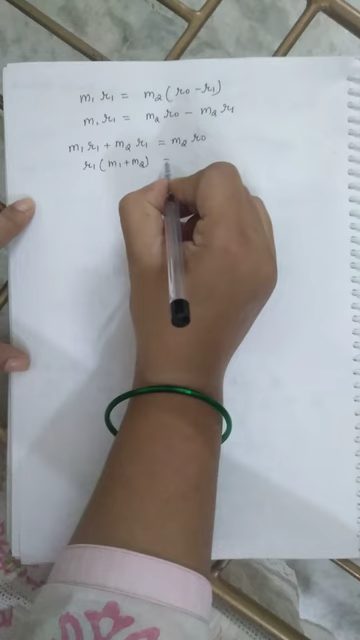 m₁ r₁ = m₂ ( r₀ - r₁ )
m₁ r₁ = m₂ r₀ - m₂ r₁
m₁ r₁ + m₂ r₁ = m₂ r₀
r₁ ( m₁ + m₂ ) =